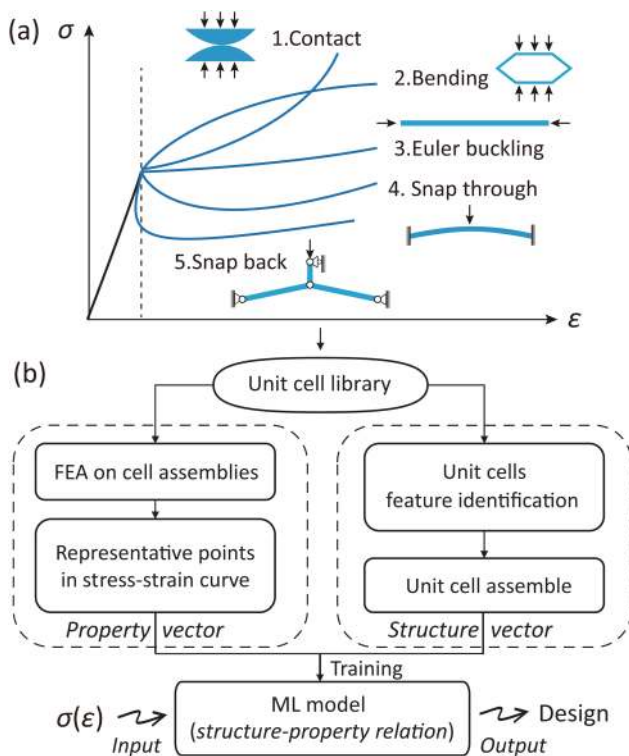 (a)
σ
1.Contact
2.Bending
3.Euler buckling
4. Snap through
5.Snap back
ε
(b)
Unit cell library
FEA on cell assemblies
Representative points
in stress-strain curve
Property vector
Unit cells
feature identification
Unit cell assemble
Structure vector
Training
σ(ε)
Input
ML model
(structure-property relation)
Output
Design